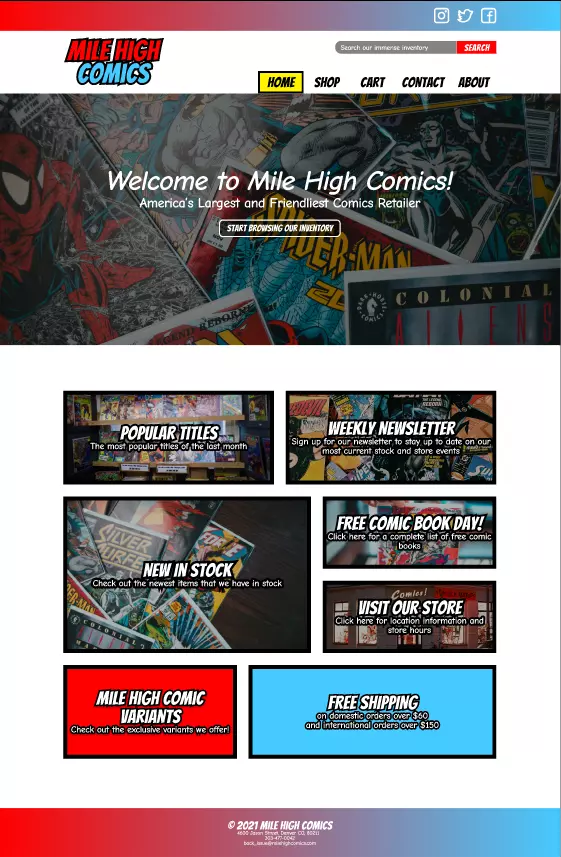 MILE HIGH
COMICS
Search our immense inventory
SEARCH
HOME
SHOP
CART
CONTACT
ABOUT
Welcome to Mile High Comics!
America's Largest and Friendliest Comics Retailer
START BROWSING OUR INVENTORY
SPIDER-MAN
DARK HORSE
COMICS
COLONIAL
ALIENS
POPULAR TITLES
The most popular titles of the last month
WEEKLY NEWSLETTER
Sign up for our newsletter to stay up to date on our
most current stock and store events
NEW IN STOCK
Check out the newest items that we have in stock
SILVER
SURFER
COLONIAL
FREE COMIC BOOK DAY!
Click here for a complete list of free comic
books
Comics!
VISIT OUR STORE
Click here for location information and
store hours
MILE HIGH COMIC
VARIANTS
Check out the exclusive variants we offer!
FREE SHIPPING
on domestic orders over $60
and international orders over $150
© 2021 MILE HIGH COMICS
4600 Jason Street, Denver CO, 80211
303-477-0042
back_issue@milehighcomics.com